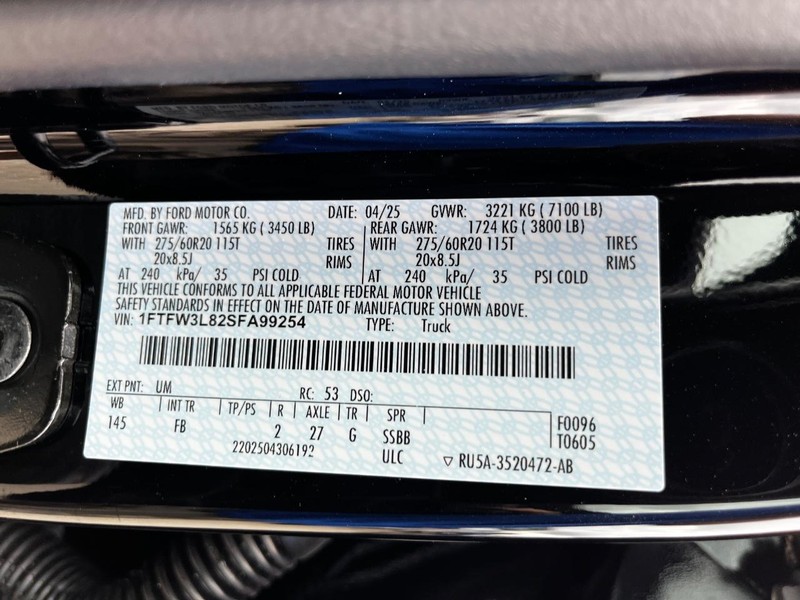 MFD. BY FORD MOTOR CO. DATE: 04/25 GVWR: 3221 KG ( 7100 LB)
FRONT GAWR: 1565 KG ( 3450 LB) REAR GAWR: 1724 KG ( 3800 LB)
WITH 275/60R20 115T TIRES WITH 275/60R20 115T TIRES
20x8.5J RIMS 20x8.5J RIMS
AT 240 kPa/ 35 PSI COLD AT 240 kPa/ 35 PSI COLD
THIS VEHICLE CONFORMS TO ALL APPLICABLE FEDERAL MOTOR VEHICLE
SAFETY STANDARDS IN EFFECT ON THE DATE OF MANUFACTURE SHOWN ABOVE.
VIN: 1FTFW3L82SFA99254 TYPE: Truck
EXT PNT: UM RC: 53 DSO:
WB INT TR TP/PS R AXLE TR SPR
145 FB 2 27 G SSBB F0096
T0605
2202504306192 ULC ▽ RU5A-3520472-AB